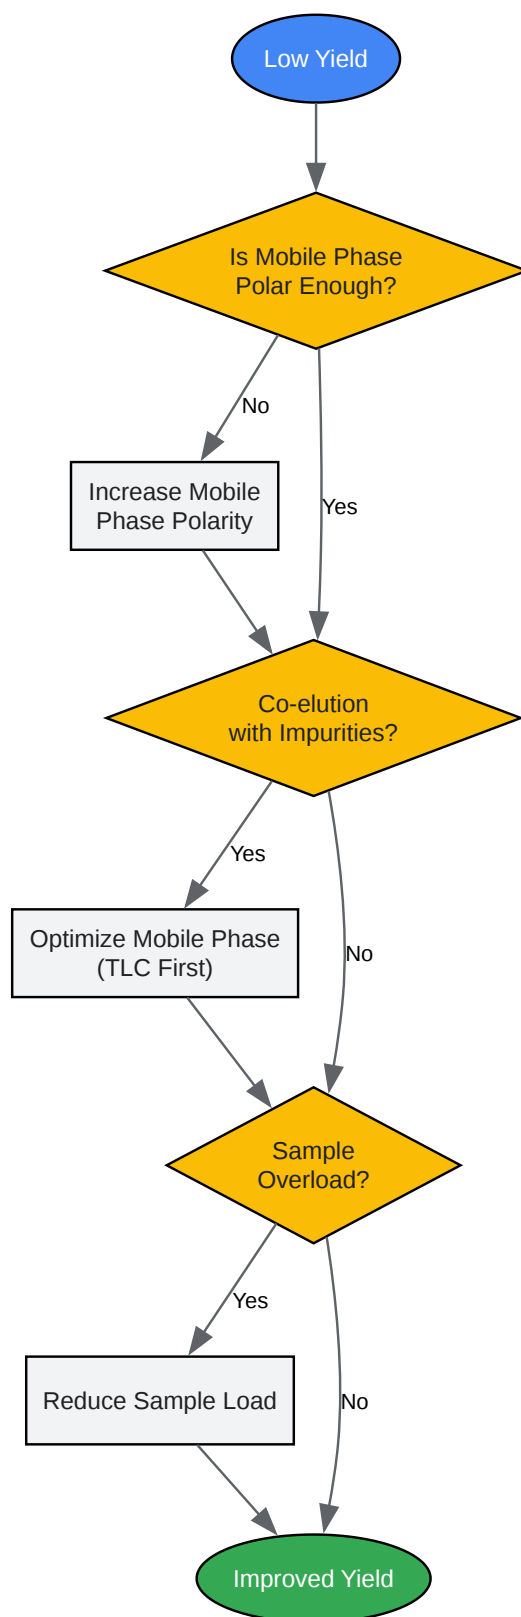 Low Yield
Is Mobile Phase
Polar Enough?
No
Increase Mobile
Phase Polarity
Yes
Co-elution
with Impurities?
Yes
Optimize Mobile Phase
(TLC First)
No
Sample
Overload?
Yes
Reduce Sample Load
No
Improved Yield